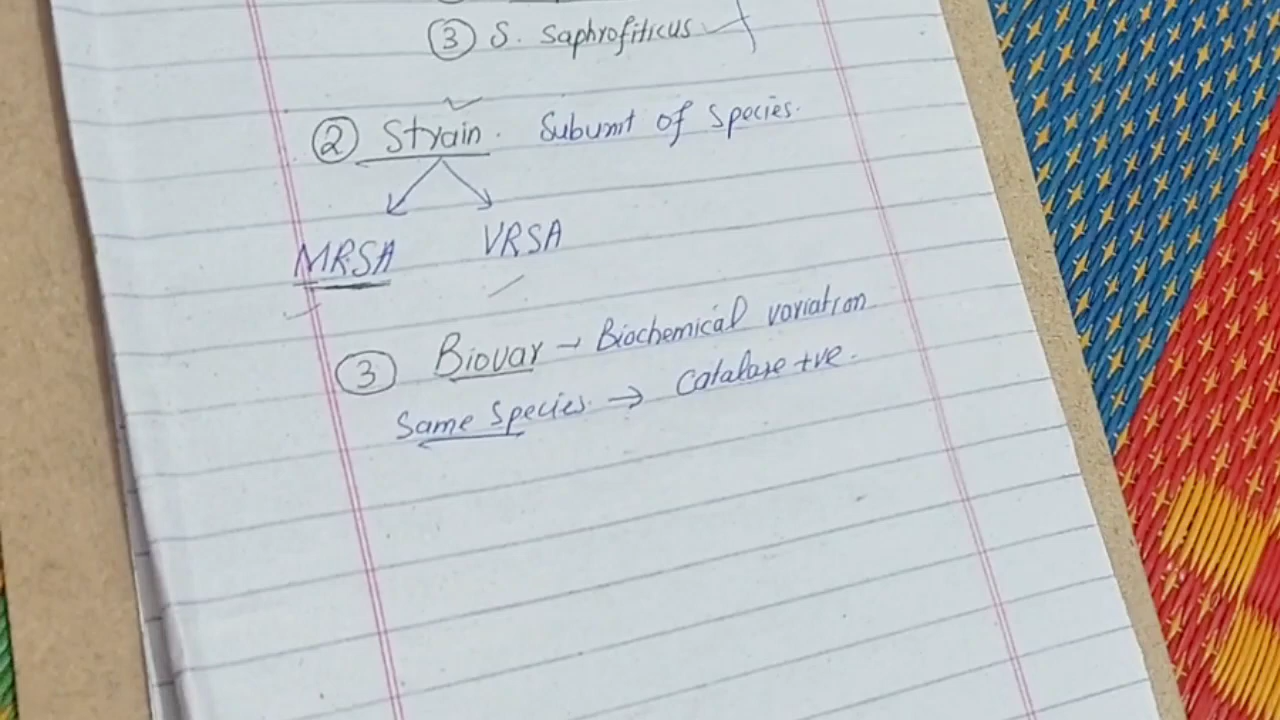 ③ S. Saphrofiticus
② Strain. Subunit of Species.
MRSA VRSA
③ Biovar → Biochemical variation
Same Species. → Catalase +ve.